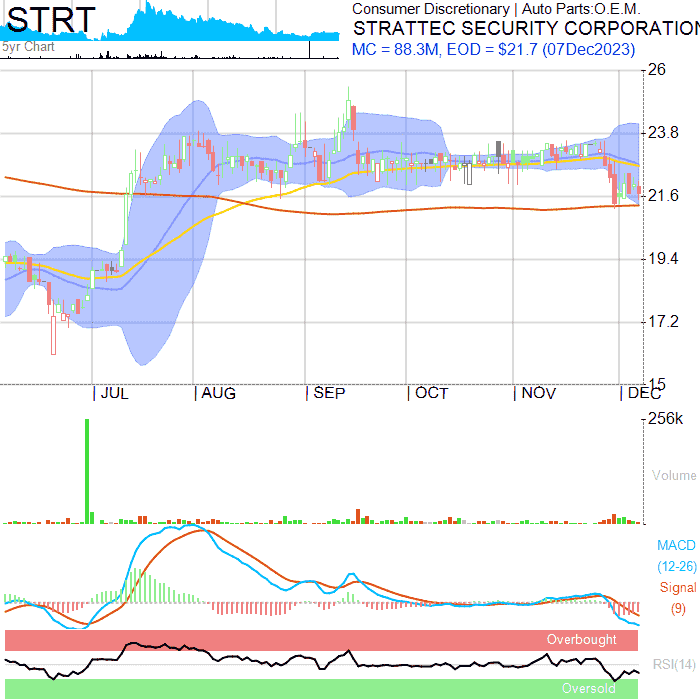 STRT
5yr Chart
Consumer Discretionary | Auto Parts:O.E.M.
STRATTEC SECURITY CORPORATION
MC = 88.3M, EOD = $21.7 (07Dec2023)
26
23.8
21.6
19.4
17.2
15
JUL AUG SEP OCT NOV DEC
256k
Volume
MACD
(12-26)
Signal
(9)
Overbought
RSI(14)
Oversold